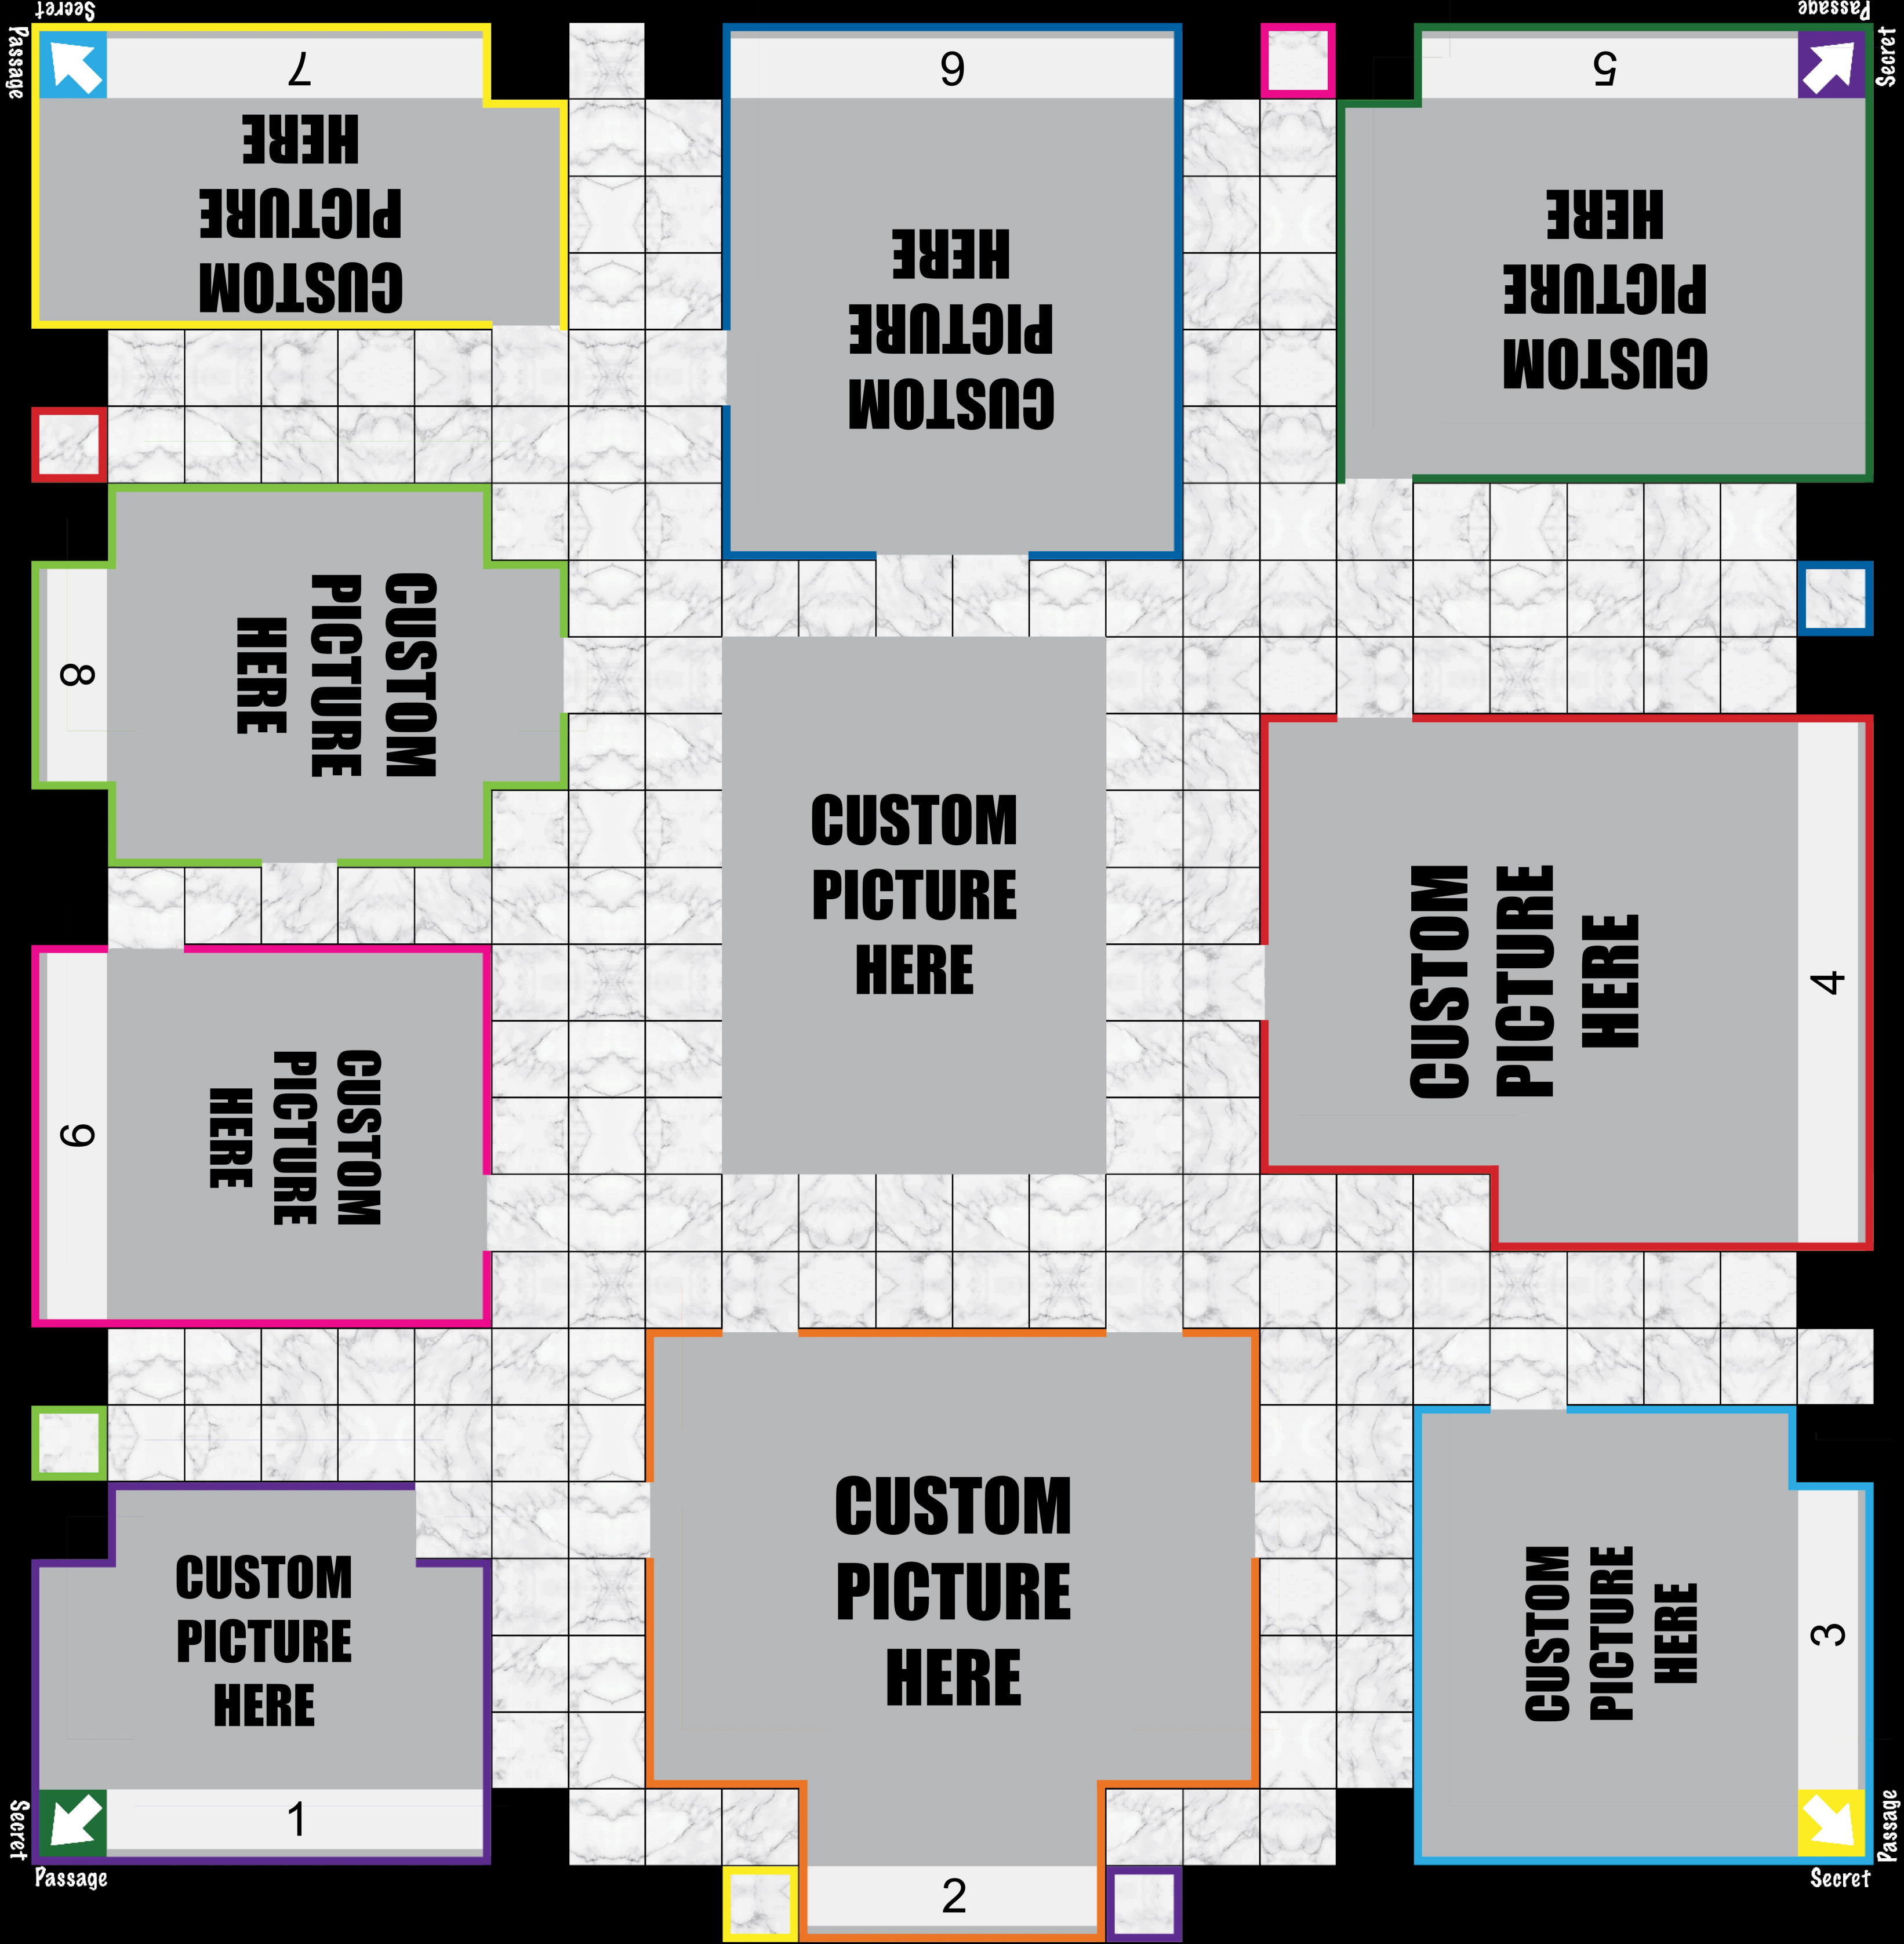 Secret
Passage
7
HERE
PICTURE
CUSTOM
6
CUSTOM
PICTURE
HERE
Passage
Secret
5
CUSTOM
PICTURE
HERE
8
CUSTOM
PICTURE
HERE
CUSTOM
PICTURE
HERE
4
CUSTOM
PICTURE
HERE
9
CUSTOM
PICTURE
HERE
CUSTOM
PICTURE
HERE
1
Secret
Passage
CUSTOM
PICTURE
HERE
2
CUSTOM
PICTURE
HERE
3
Passage
Secret